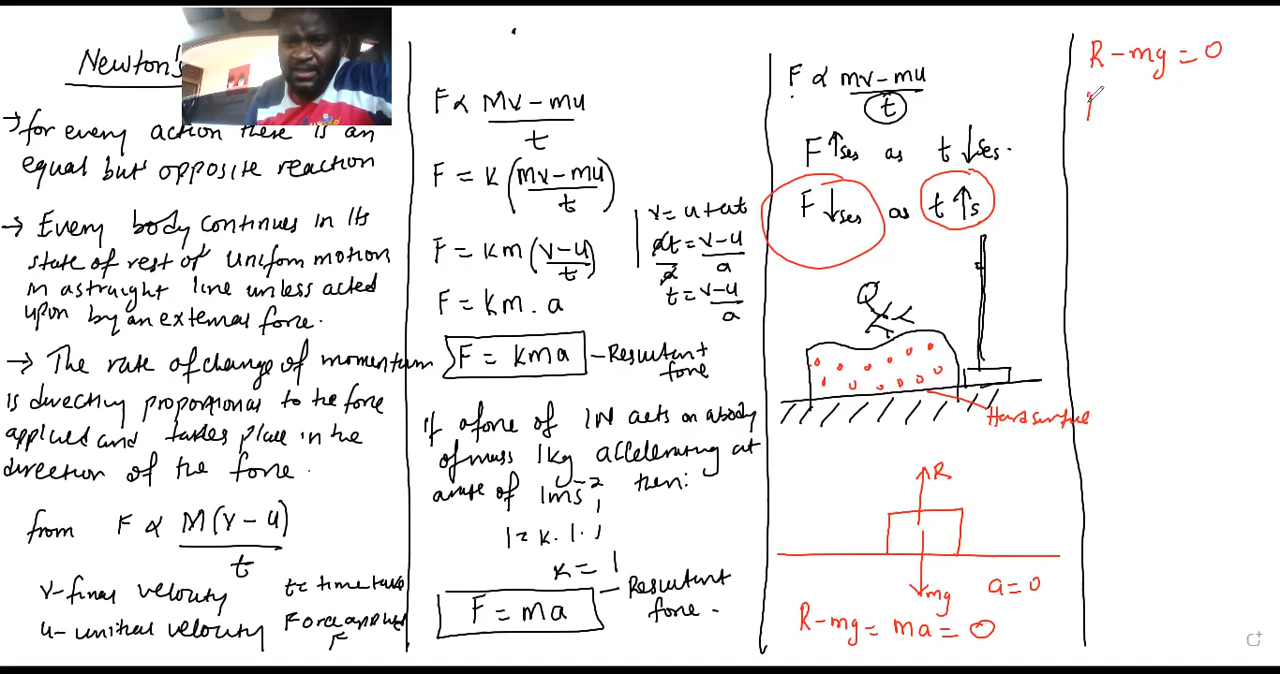 Newton's
→ for every action there is an
equal but opposite reaction
→ Every body continues in its
state of rest or uniform motion
in a straight line unless acted
upon by an external force.
→ The rate of change of momentum
is directly proportional to the force
applied and takes place in the
direction of the force.
from F ∝ M(v - u)/t
v-final velocity t = time taken
u- initial velocity Force applied
F
F ∝ Mv - mu/t
F = k(mv - mu/t)
F = km(v-u/t)
F = km . a
F = kma - Resultant
force
v = u + at
at/a = v-u/a
t = v-u/a
If a force of 1N acts on a body
of mass 1kg accelerating at
a rate of 1ms⁻² then:
1 = k. 1. 1
k = 1
F = ma - Resultant
force.
F ∝ mv - mu/t
F↑ses as t↓ses.
F↓ses as t↑s
Hard surface
R
mg a = 0
R - mg = ma = 0
R - mg = 0